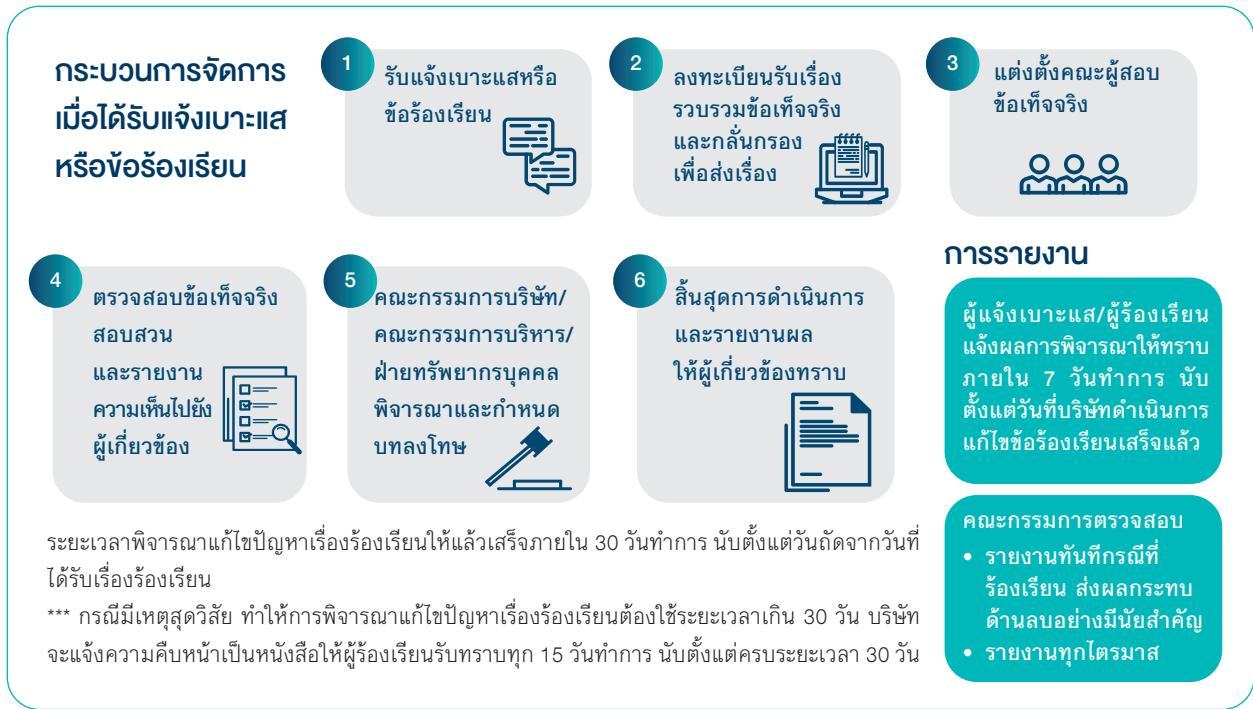 กระบวนการจัดการ
เมื่อได้รับแจ้งเบาะแส
หรือข้อร้องเรียน
1
รับแจ้งเบาะแสหรือ
ข้อร้องเรียน
2
ลงทะเบียนรับเรื่อง
รวบรวมข้อเท็จจริง
และกลั่นกรอง
เพื่อส่งเรื่อง
3
แต่งตั้งคณะผู้สอบ
ข้อเท็จจริง
4
ตรวจสอบข้อเท็จจริง
สอบสวน
และรายงาน
ความเห็นไปยัง
ผู้เกี่ยวข้อง
5
คณะกรรมการบริษัท/
คณะกรรมการบริหาร/
ฝ่ายทรัพยากรบุคคล
พิจารณาและกำหนด
บทลงโทษ
6
สิ้นสุดการดำเนินการ
และรายงานผล
ให้ผู้เกี่ยวข้องทราบ
การรายงาน
ผู้แจ้งเบาะแส/ผู้ร้องเรียน
แจ้งผลการพิจารณาให้ทราบ
ภายใน 7 วันทำการ นับ
ตั้งแต่วันที่บริษัทดำเนินการ
แก้ไขข้อร้องเรียนเสร็จแล้ว
คณะกรรมการตรวจสอบ
• รายงานทันทีกรณีที่
ร้องเรียน ส่งผลกระทบ
ด้านลบอย่างมีนัยสำคัญ
• รายงานทุกไตรมาส
ระยะเวลาพิจารณาแก้ไขปัญหาเรื่องร้องเรียนให้แล้วเสร็จภายใน 30 วันทำการ นับตั้งแต่วันถัดจากวันที่
ได้รับเรื่องร้องเรียน
*** กรณีมีเหตุสุดวิสัย ทำให้การพิจารณาแก้ไขปัญหาเรื่องร้องเรียนต้องใช้ระยะเวลาเกิน 30 วัน บริษัท
จะแจ้งความคืบหน้าเป็นหนังสือให้ผู้ร้องเรียนรับทราบทุก 15 วันทำการ นับตั้งแต่ครบระยะเวลา 30 วัน